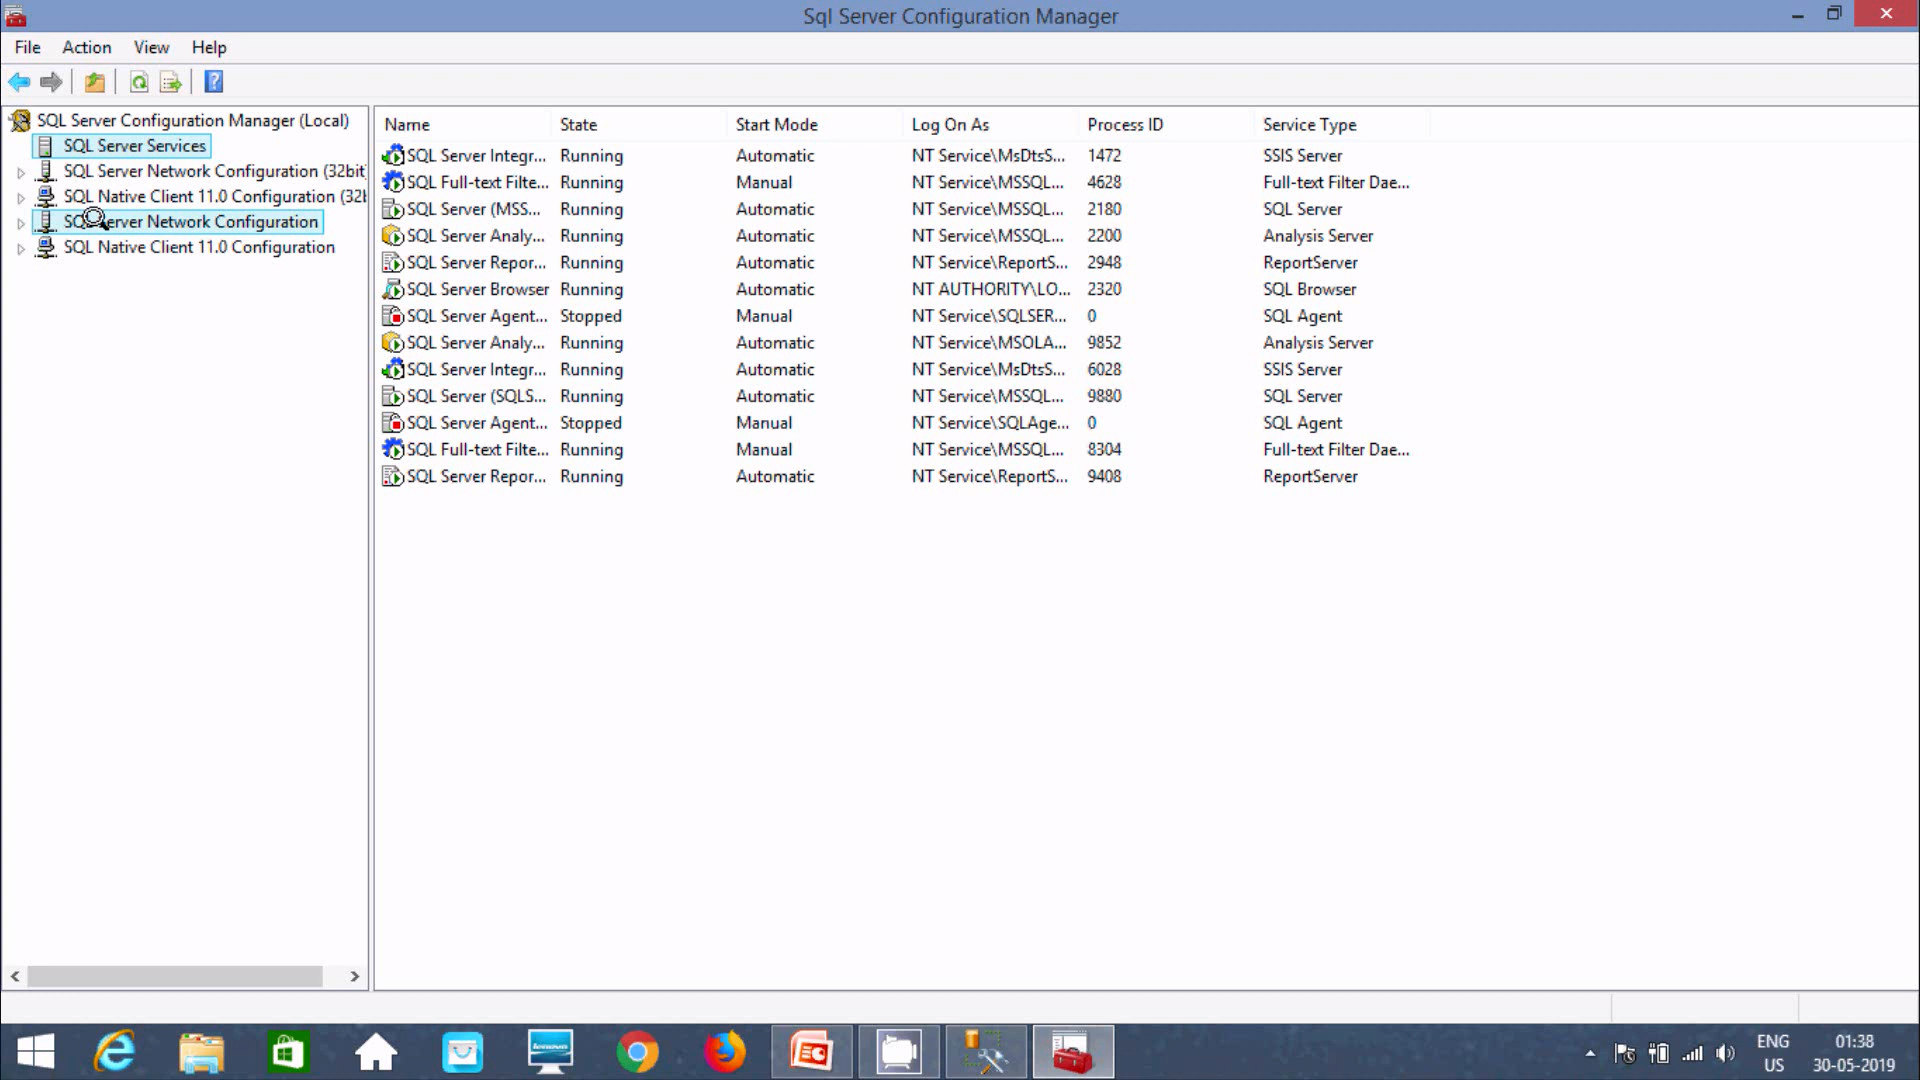 Sql Server Configuration Manager
File Action View Help
SQL Server Configuration Manager (Local)
SQL Server Services
SQL Server Network Configuration (32bit
SQL Native Client 11.0 Configuration (32
SQL Server Network Configuration
SQL Native Client 11.0 Configuration
Name State Start Mode Log On As Process ID Service Type
SQL Server Integr... Running Automatic NT Service\MsDtsS... 1472 SSIS Server
SQL Full-text Filte... Running Manual NT Service\MSSQL... 4628 Full-text Filter Dae...
SQL Server (MSS... Running Automatic NT Service\MSSQL... 2180 SQL Server
SQL Server Analy... Running Automatic NT Service\MSSQL... 2200 Analysis Server
SQL Server Repor... Running Automatic NT Service\ReportS... 2948 ReportServer
SQL Server Browser Running Automatic NT AUTHORITY\LO... 2320 SQL Browser
SQL Server Agent... Stopped Manual NT Service\SQLSER... 0 SQL Agent
SQL Server Analy... Running Automatic NT Service\MSOLA... 9852 Analysis Server
SQL Server Integr... Running Automatic NT Service\MsDtsS... 6028 SSIS Server
SQL Server (SQLS... Running Automatic NT Service\MSSQL... 9880 SQL Server
SQL Server Agent... Stopped Manual NT Service\SQLAge... 0 SQL Agent
SQL Full-text Filte... Running Manual NT Service\MSSQL... 8304 Full-text Filter Dae...
SQL Server Repor... Running Automatic NT Service\ReportS... 9408 ReportServer
ENG 01:38
US 30-05-2019